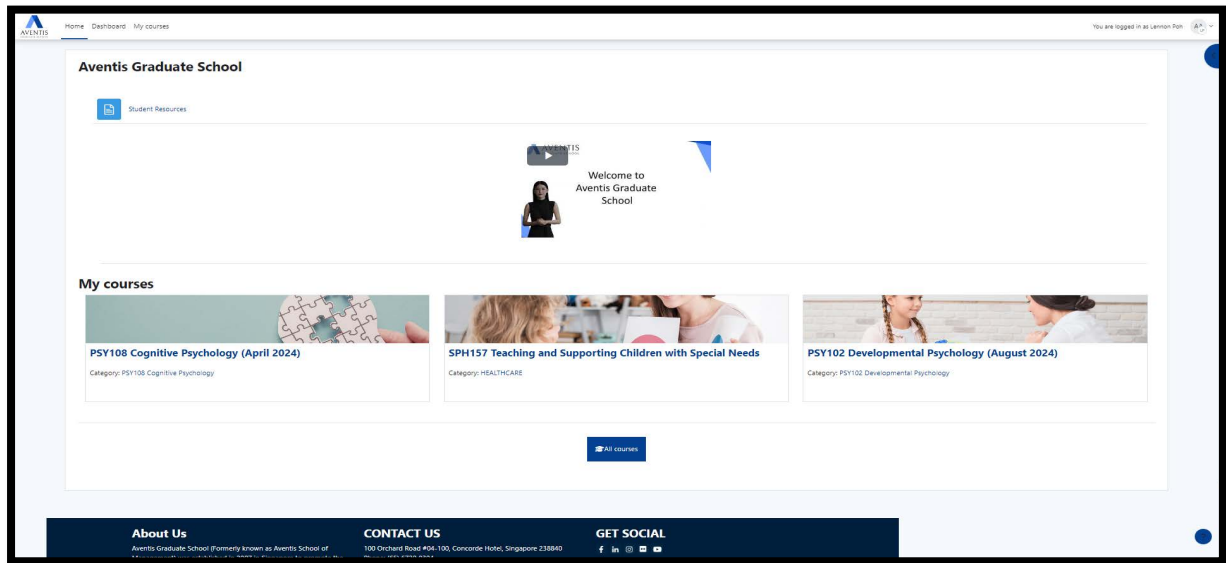 AVENTIS
Home Dashboard My courses
You are logged in as Lennon Poh
Aventis Graduate School
Student Resources
AVENTIS
Welcome to
Aventis Graduate
School
My courses
PSY108 Cognitive Psychology (April 2024)
Category: PSY108 Cognitive Psychology
SPH157 Teaching and Supporting Children with Special Needs
Category: HEALTHCARE
PSY102 Developmental Psychology (August 2024)
Category: PSY102 Developmental Psychology
All courses
About Us
Aventis Graduate School (Formerly known as Aventis School of
CONTACT US
100 Orchard Road #04-100, Concorde Hotel, Singapore 238840
GET SOCIAL